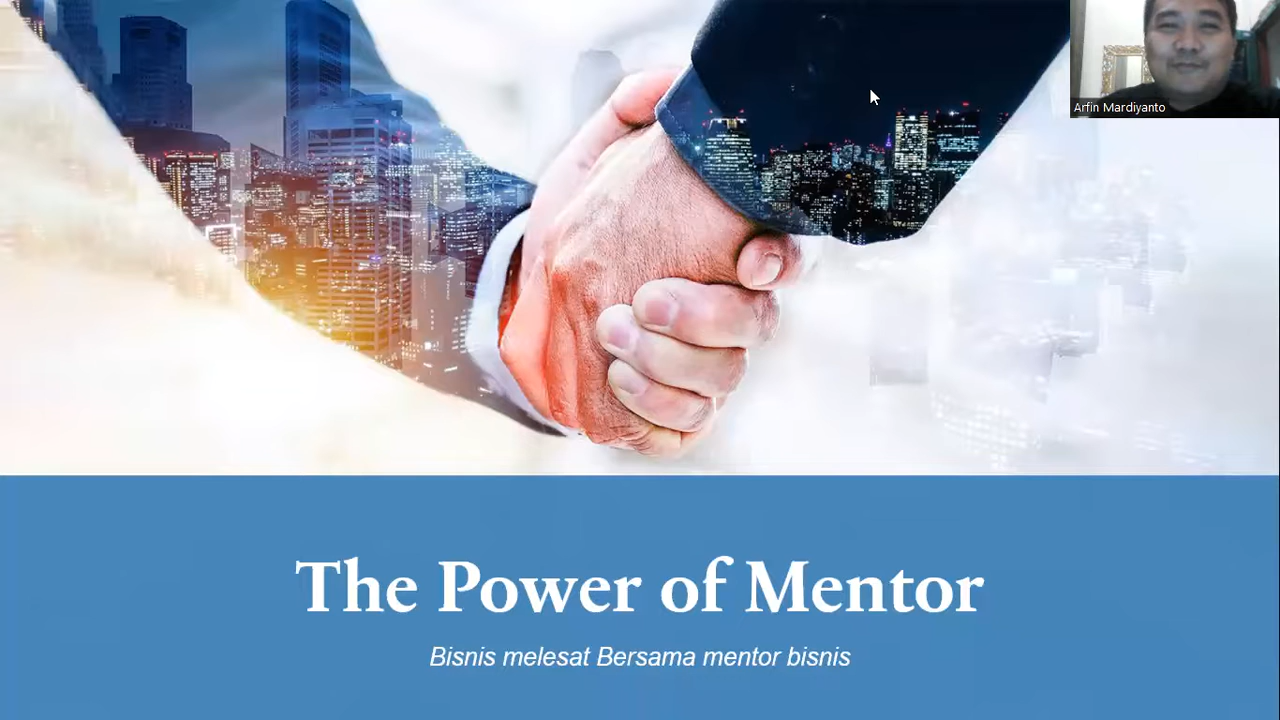 Arfin Mardiyanto
The Power of Mentor
Bisnis melesat Bersama mentor bisnis